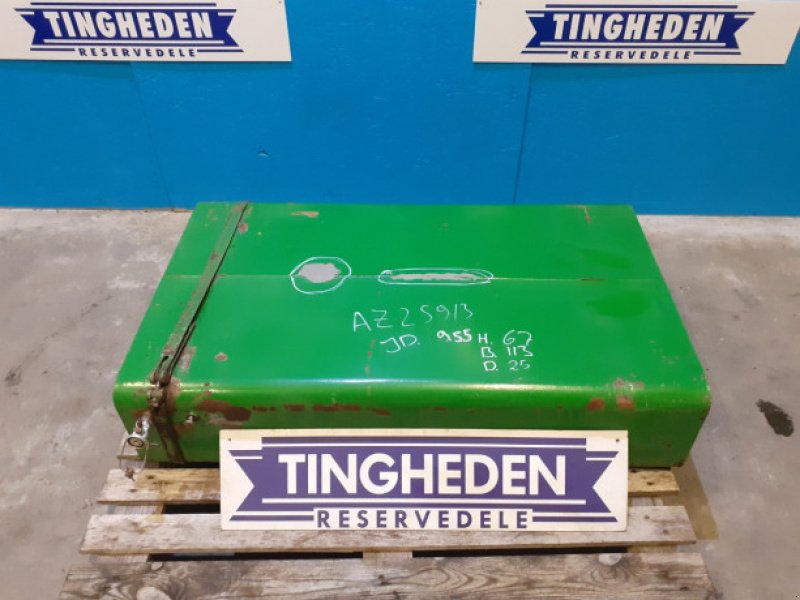 TINGHEDEN
RESERVEDELE
TINGHEDEN
RESERVEDELE
AZ25913
JD. 955 H. 67
B. 113
D. 25
TINGHEDEN
RESERVEDELE